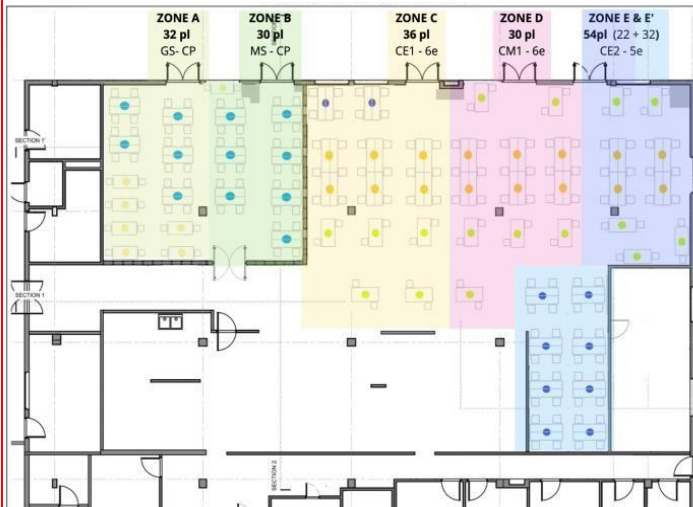 ZONE A
32 pl
GS- CP
ZONE B
30 pl
MS - CP
ZONE C
36 pl
CE1 - 6e
ZONE D
30 pl
CM1 - 6e
ZONE E & E'
54pl (22 + 32)
CE2 - 5e
SECTION 1'
SECTION 1
SECTION 2